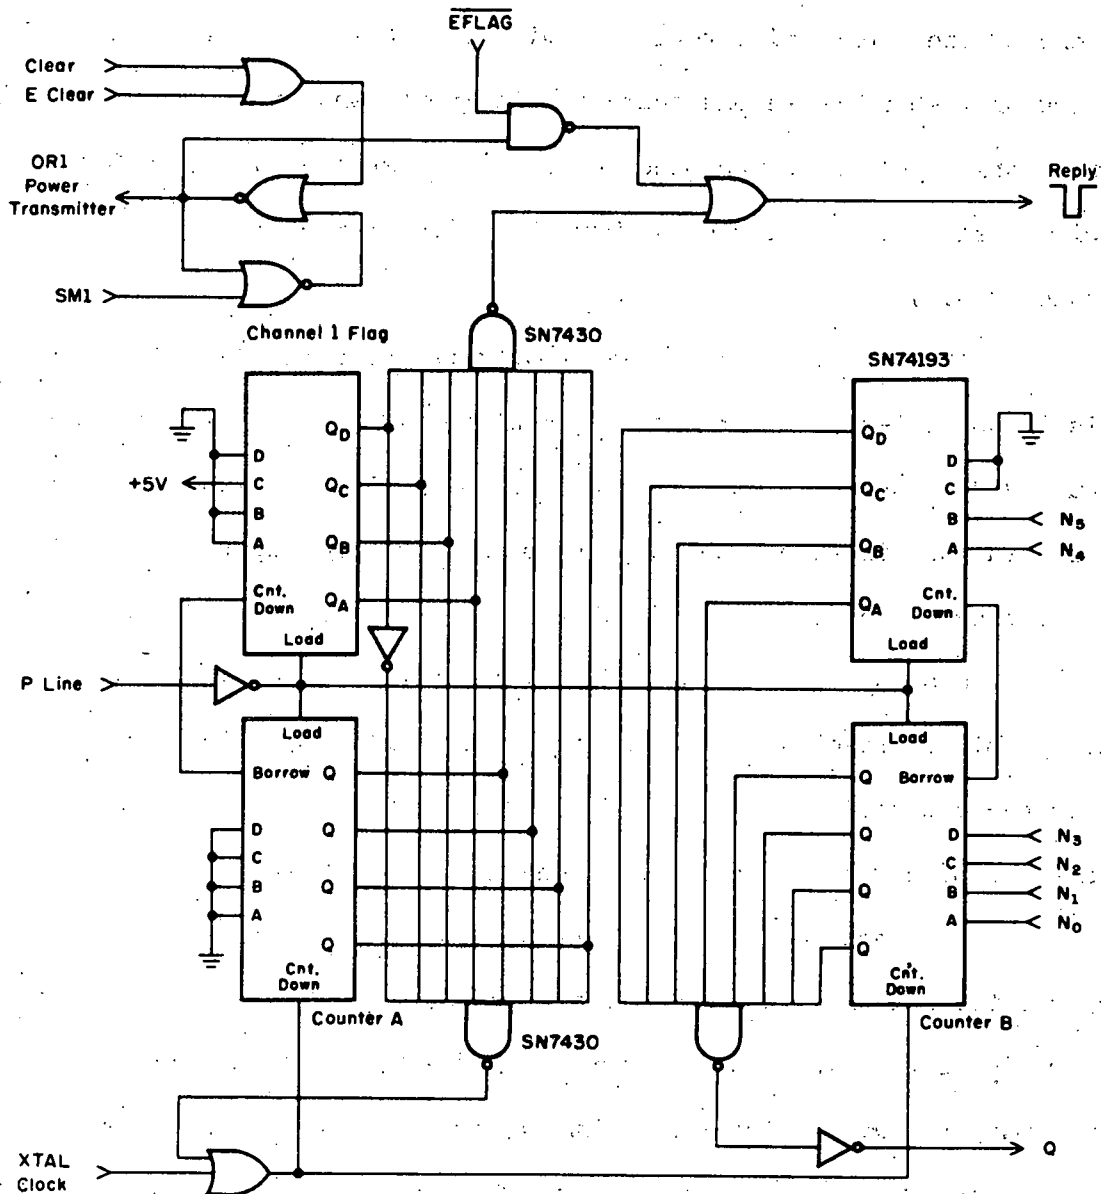 EFLAG
Clear
E Clear
OR1
Power
Transmitter
Reply
SM1
Channel 1 Flag
SN7430
SN74193
QD
QC
QB
QA
D
C
B
A
+5V
Cnt.
Down
Load
QD
QC
QB
QA
D
C
B
A
N5
N4
Cnt.
Down
Load
P Line
Load
Borrow
Q
Q
Q
Q
D
C
B
A
Cnt.
Down
Counter A
SN7430
Load
Borrow
Q
Q
Q
Q
D
C
B
A
N3
N2
N1
N0
Cnt.
Down
Counter B
XTAL
Clock
Q